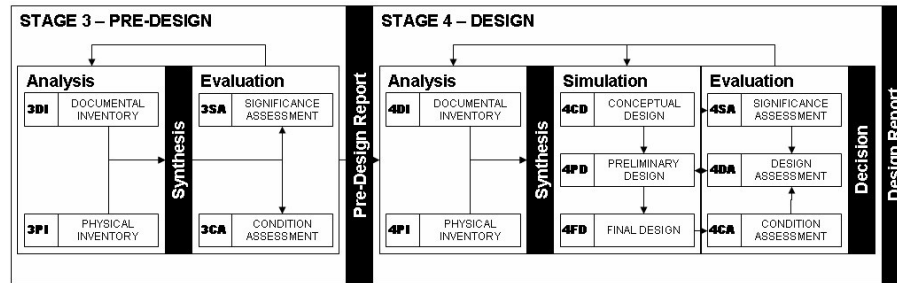 STAGE 3 – PRE-DESIGN
Analysis
3DI
DOCUMENTAL
INVENTORY
3PI
PHYSICAL
INVENTORY
Synthesis
Evaluation
3SA
SIGNIFICANCE
ASSESSMENT
3CA
CONDITION
ASSESSMENT
Pre-Design Report
STAGE 4 – DESIGN
Analysis
4DI
DOCUMENTAL
INVENTORY
4PI
PHYSICAL
INVENTORY
Synthesis
Simulation
4CD
CONCEPTUAL
DESIGN
4PD
PRELIMINARY
DESIGN
4FD
FINAL DESIGN
Evaluation
4SA
SIGNIFICANCE
ASSESSMENT
4DA
DESIGN
ASSESSMENT
4CA
CONDITION
ASSESSMENT
Decision
Design Report